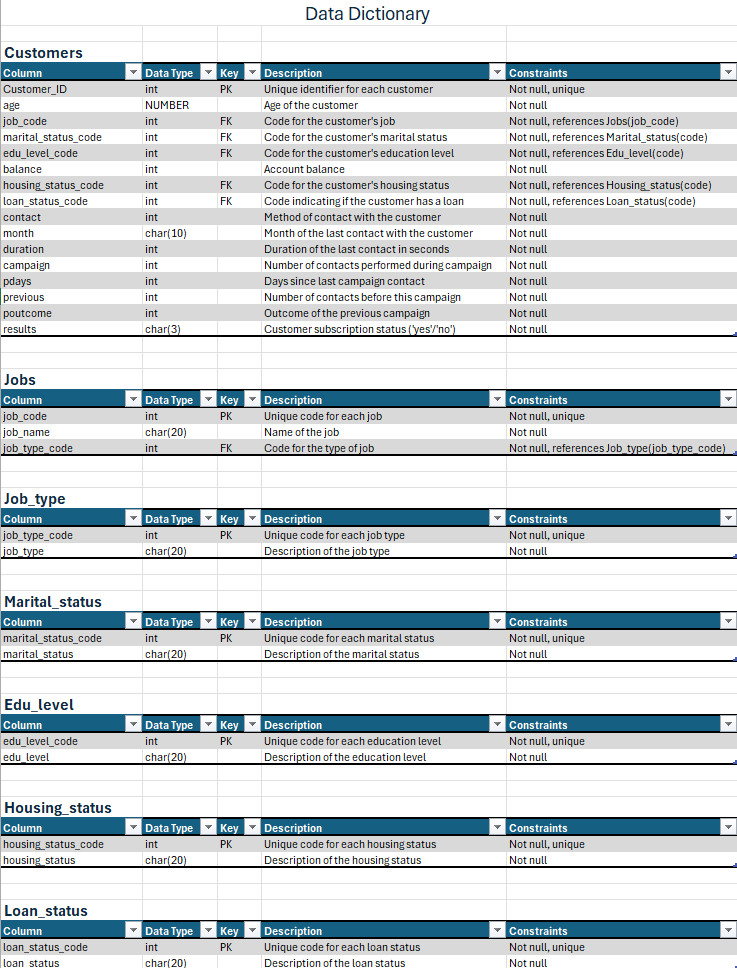 Data Dictionary
Customers
Column Data Type Key Description Constraints
Customer_ID int PK Unique identifier for each customer Not null, unique
age NUMBER Age of the customer Not null
job_code int FK Code for the customer's job Not null, references Jobs(job_code)
marital_status_code int FK Code for the customer's marital status Not null, references Marital_status(code)
edu_level_code int FK Code for the customer's education level Not null, references Edu_level(code)
balance int Account balance Not null
housing_status_code int FK Code for the customer's housing status Not null, references Housing_status(code)
loan_status_code int FK Code indicating if the customer has a loan Not null, references Loan_status(code)
contact int Method of contact with the customer Not null
month char(10) Month of the last contact with the customer Not null
duration int Duration of the last contact in seconds Not null
campaign int Number of contacts performed during campaign Not null
pdays int Days since last campaign contact Not null
previous int Number of contacts before this campaign Not null
poutcome int Outcome of the previous campaign Not null
results char(3) Customer subscription status ('yes'/'no') Not null
Jobs
Column Data Type Key Description Constraints
job_code int PK Unique code for each job Not null, unique
job_name char(20) Name of the job Not null
job_type_code int FK Code for the type of job Not null, references Job_type(job_type_code)
Job_type
Column Data Type Key Description Constraints
job_type_code int PK Unique code for each job type Not null, unique
job_type char(20) Description of the job type Not null
Marital_status
Column Data Type Key Description Constraints
marital_status_code int PK Unique code for each marital status Not null, unique
marital_status char(20) Description of the marital status Not null
Edu_level
Column Data Type Key Description Constraints
edu_level_code int PK Unique code for each education level Not null, unique
edu_level char(20) Description of the education level Not null
Housing_status
Column Data Type Key Description Constraints
housing_status_code int PK Unique code for each housing status Not null, unique
housing_status char(20) Description of the housing status Not null
Loan_status
Column Data Type Key Description Constraints
loan_status_code int PK Unique code for each loan status Not null, unique
loan_status char(20) Description of the loan status Not null